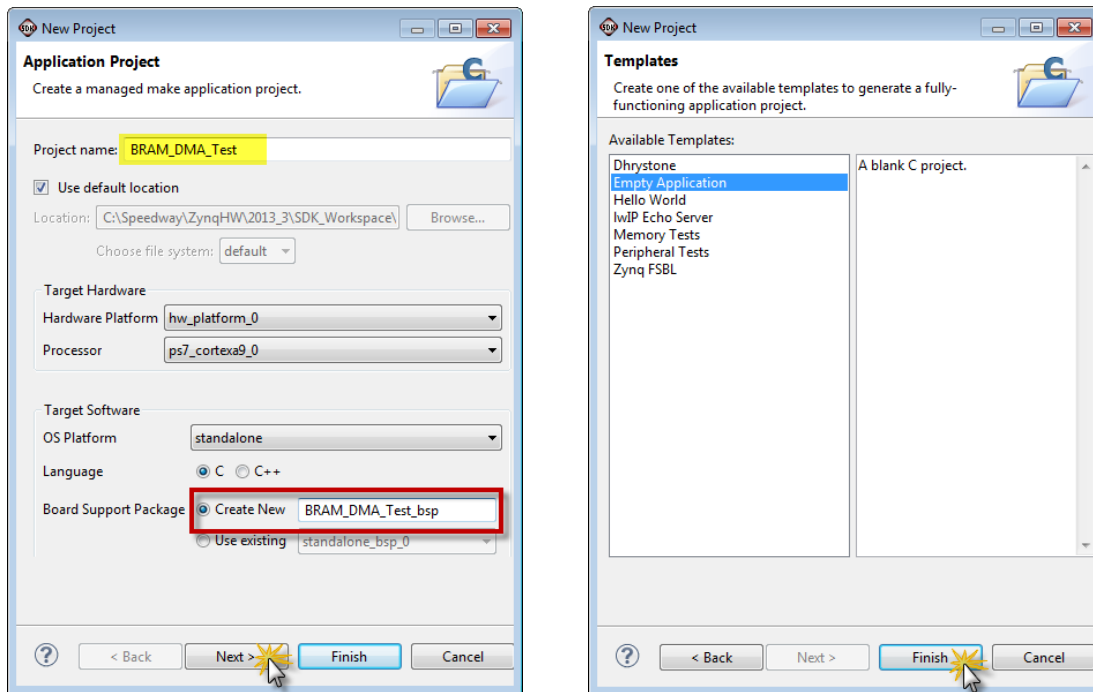 New Project
Application Project
Create a managed make application project.
Project name: BRAM_DMA_Test
Use default location
Location: C:\Speedway\ZynqHW\2013_3\SDK_Workspace\ Browse...
Choose file system: default
Target Hardware
Hardware Platform hw_platform_0
Processor ps7_cortexa9_0
Target Software
OS Platform standalone
Language C C++
Board Support Package Create New BRAM_DMA_Test_bsp
Use existing standalone_bsp_0
? < Back Next > Finish Cancel
New Project
Templates
Create one of the available templates to generate a fully-
functioning application project.
Available Templates:
Dhrystone
Empty Application
Hello World
lwIP Echo Server
Memory Tests
Peripheral Tests
Zynq FSBL
A blank C project.
? < Back Next > Finish Cancel